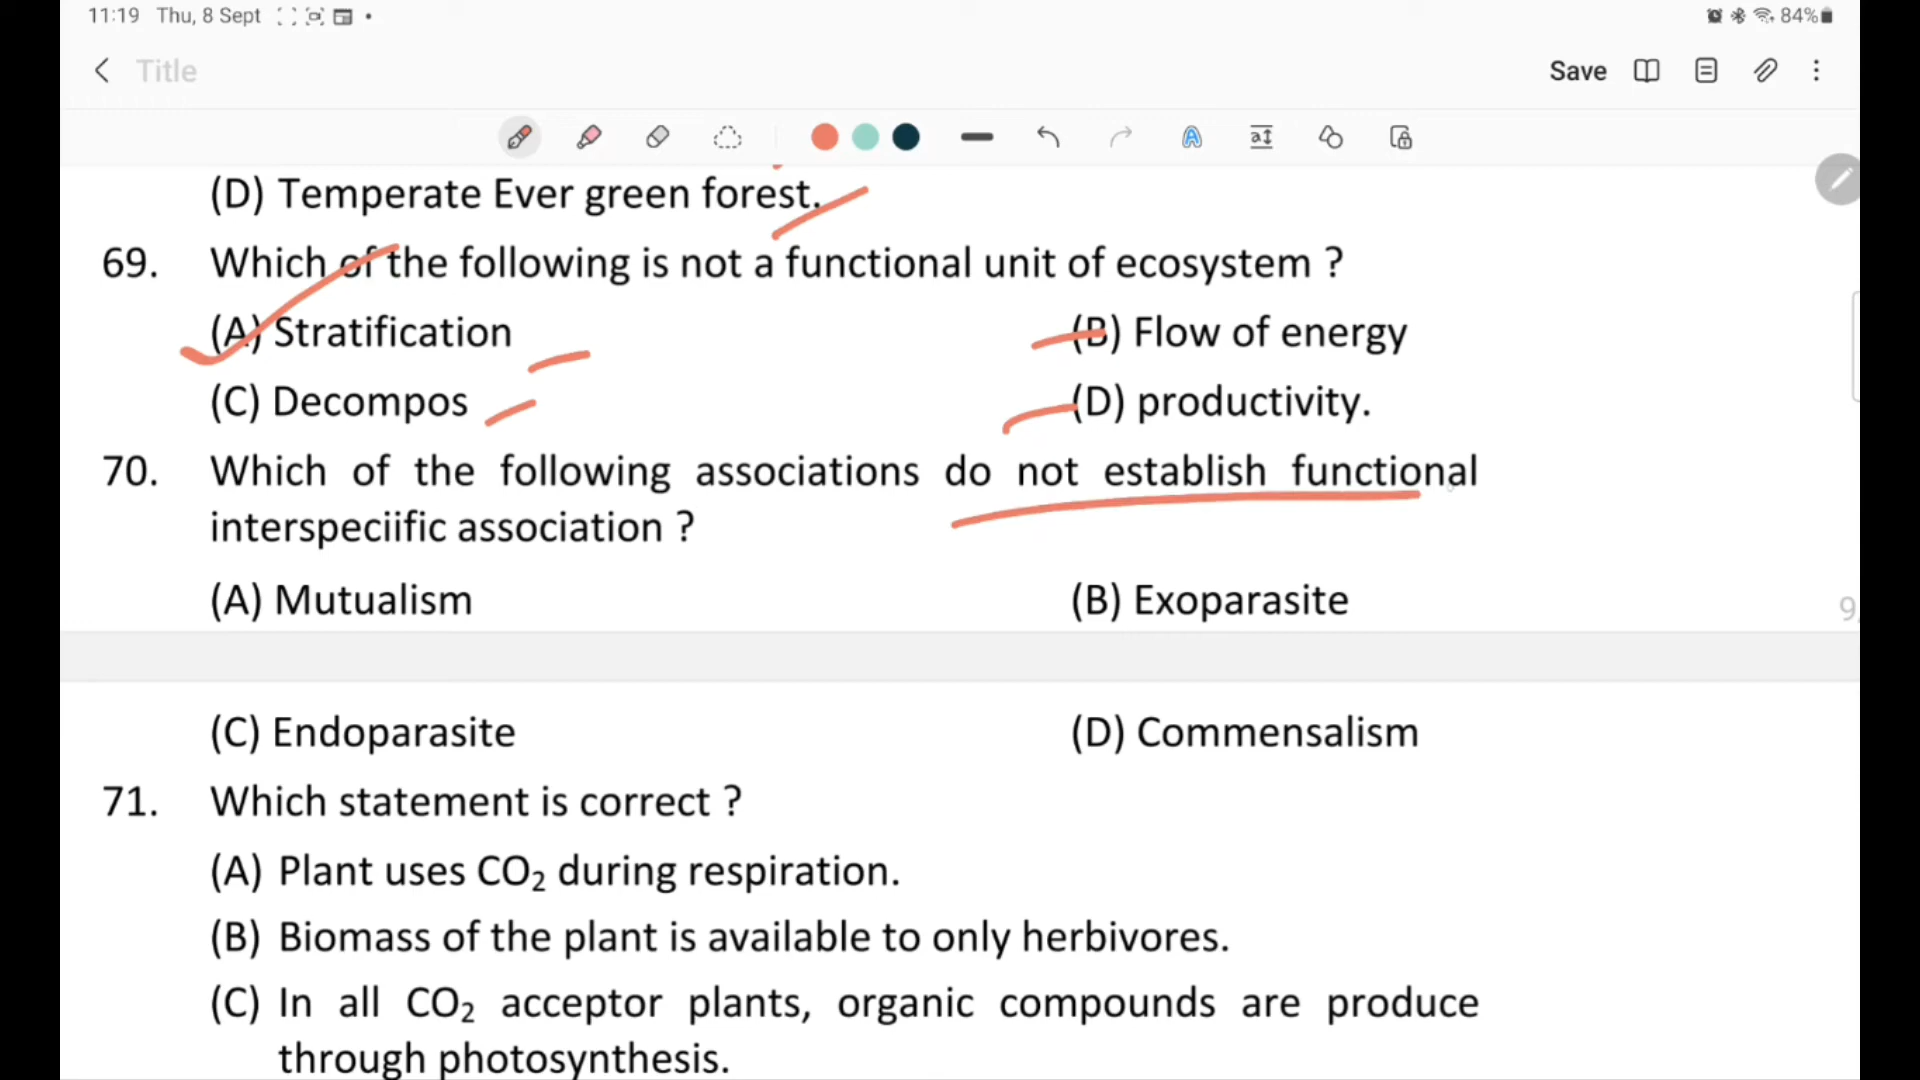 11:19 Thu, 8 Sept 84%
Title Save
(D) Temperate Ever green forest.
69. Which of the following is not a functional unit of ecosystem ?
(A) Stratification (B) Flow of energy
(C) Decompos (D) productivity.
70. Which of the following associations do not establish functional
interspeciific association ?
(A) Mutualism (B) Exoparasite
9
(C) Endoparasite (D) Commensalism
71. Which statement is correct ?
(A) Plant uses CO₂ during respiration.
(B) Biomass of the plant is available to only herbivores.
(C) In all CO₂ acceptor plants, organic compounds are produce
through photosynthesis.